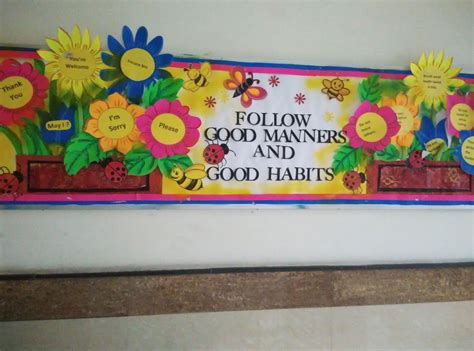 You're
Welcome
Excuse Me
Thank
You
May I?
I'm
Sorry
Please
FOLLOW
GOOD MANNERS
AND
GOOD HABITS